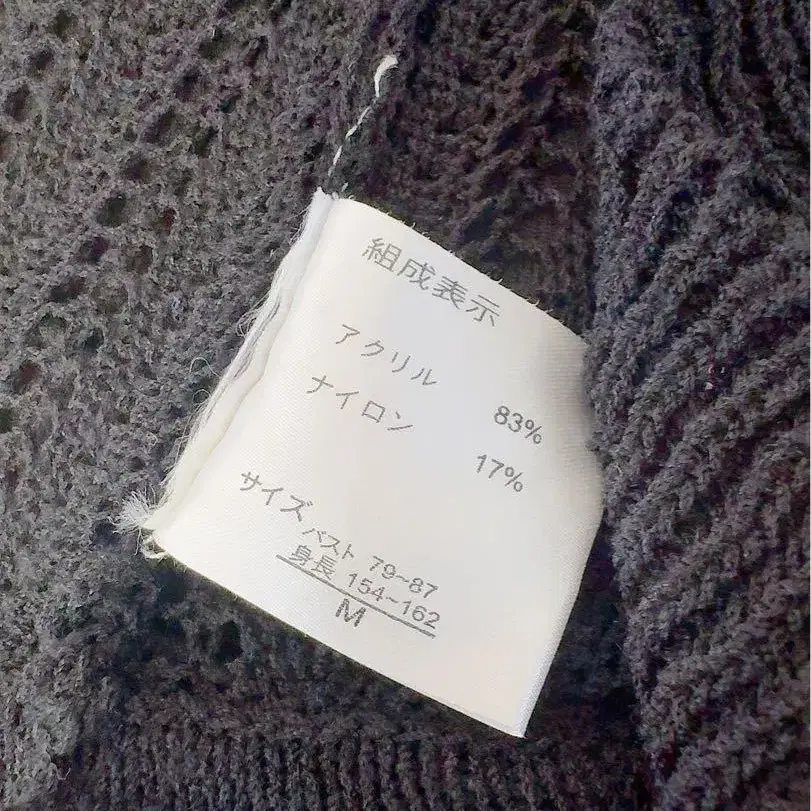 組成表示
アクリル 83%
ナイロン 17%
サイズ
バスト 79~87
身長 154~162
M